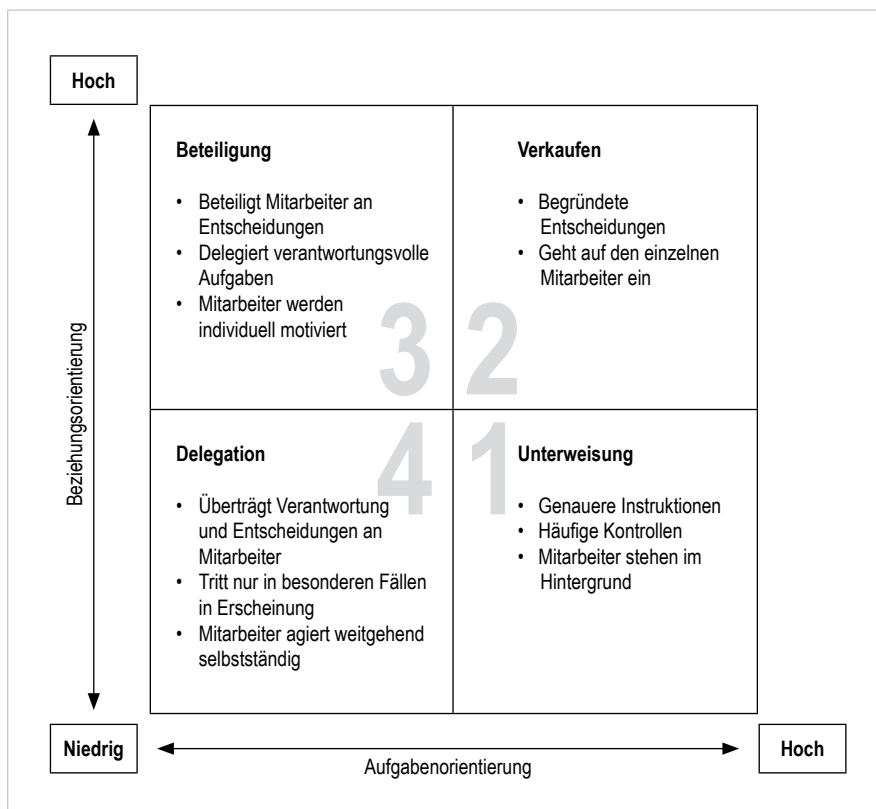 Hoch
Beteiligung
• Beteiligt Mitarbeiter an
Entscheidungen
• Delegiert verantwortungsvolle
Aufgaben
• Mitarbeiter werden
individuell motiviert
3
Verkaufen
• Begründete
Entscheidungen
• Geht auf den einzelnen
Mitarbeiter ein
2
Beziehungsorientierung
Delegation
• Überträgt Verantwortung
und Entscheidungen an
Mitarbeiter
• Tritt nur in besonderen Fällen
in Erscheinung
• Mitarbeiter agiert weitgehend
selbstständig
4
Unterweisung
• Genauere Instruktionen
• Häufige Kontrollen
• Mitarbeiter stehen im
Hintergrund
1
Niedrig
Aufgabenorientierung
Hoch